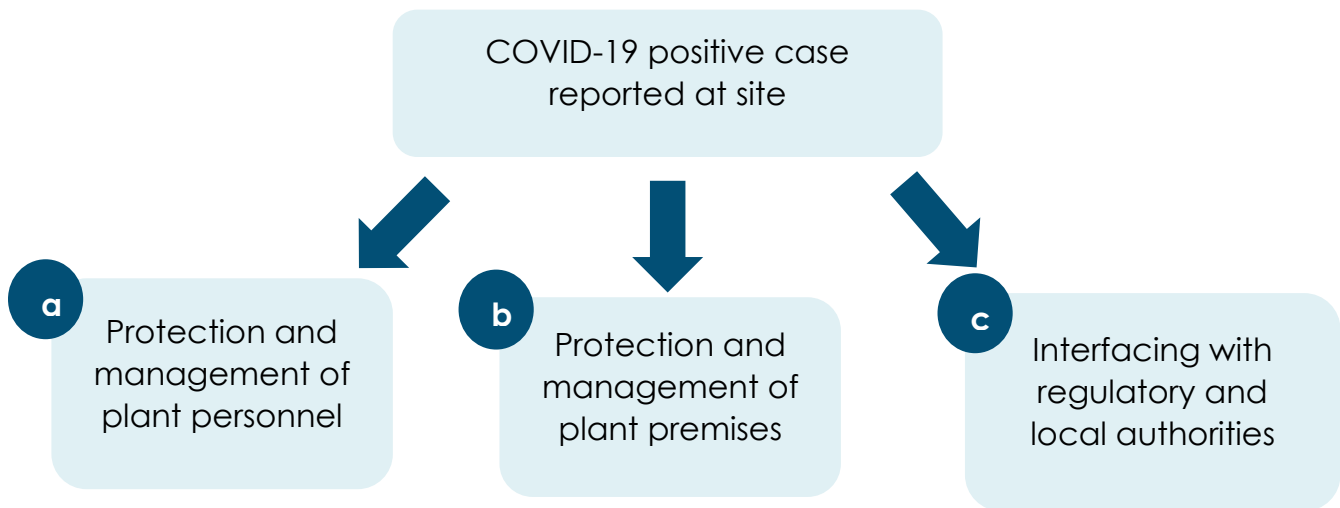 COVID-19 positive case
reported at site
a
Protection and
management of
plant personnel
b
Protection and
management of
plant premises
c
Interfacing with
regulatory and
local authorities